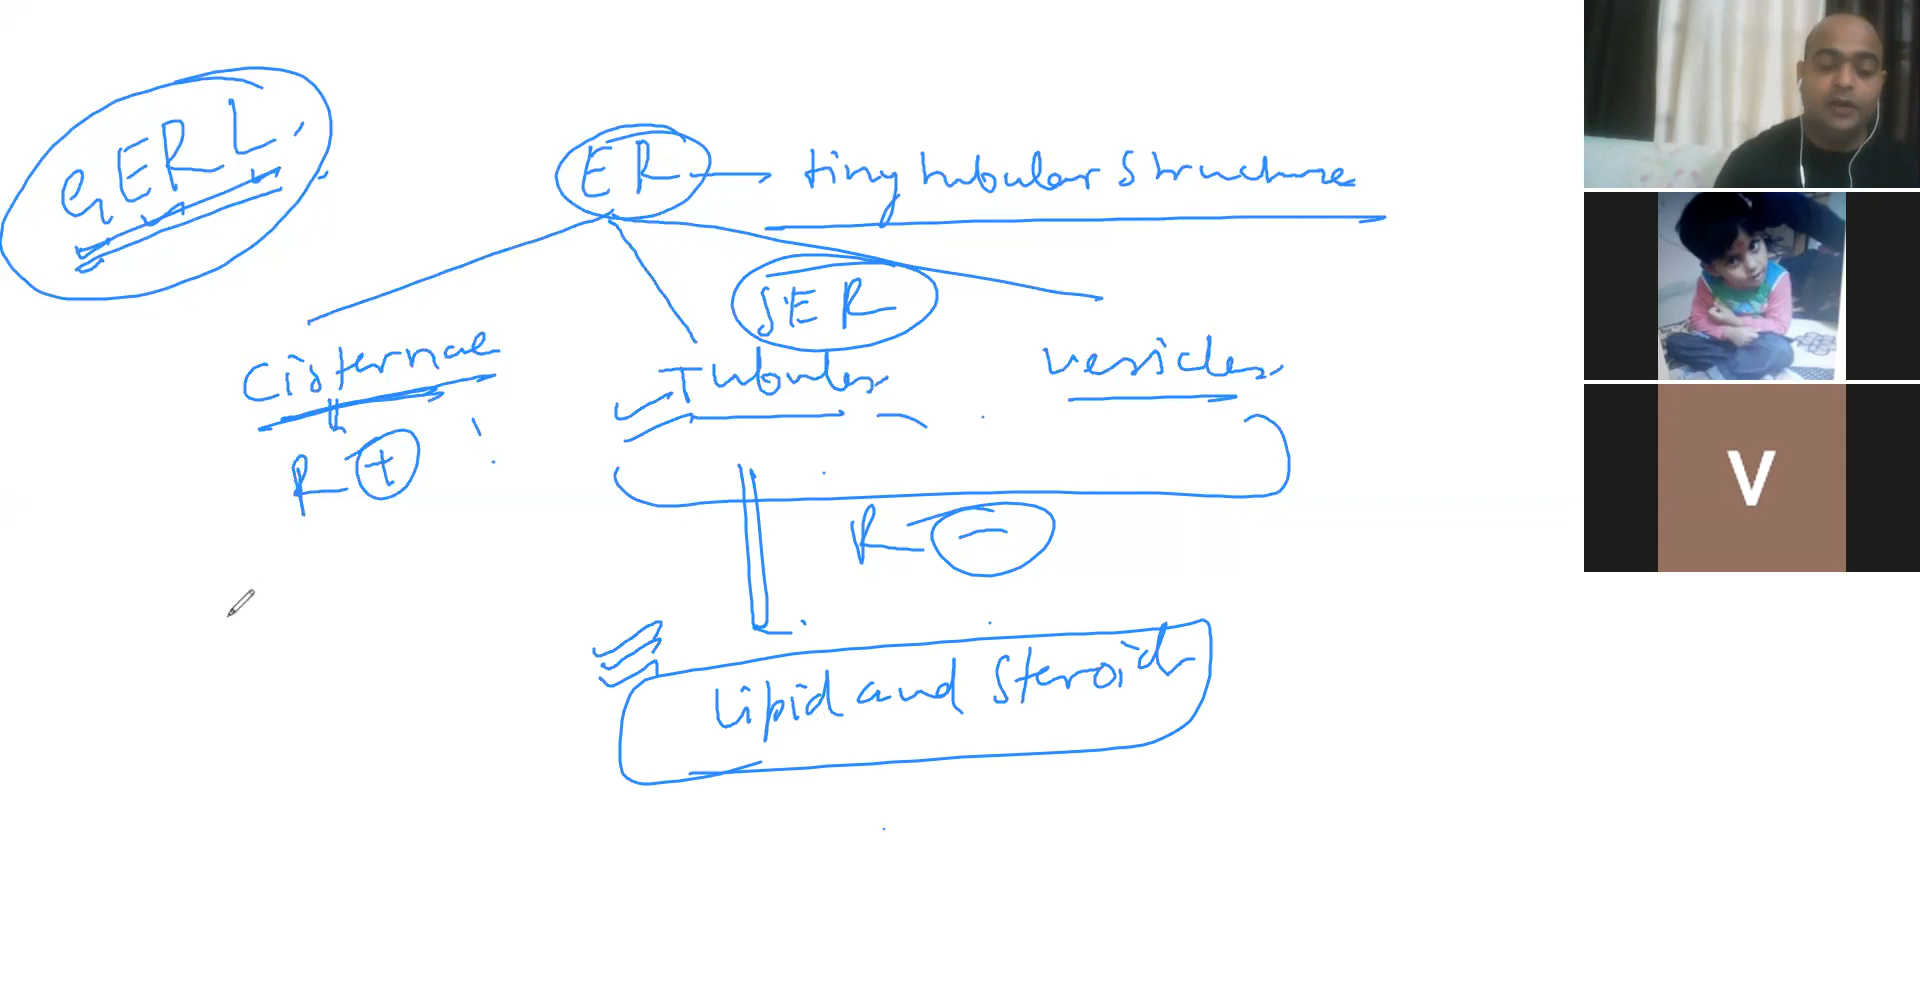 GERL
ER → tiny tubular structure
SER
Cisternae
Tubules
vesicles
R +
R −
Lipid and Steroid
V